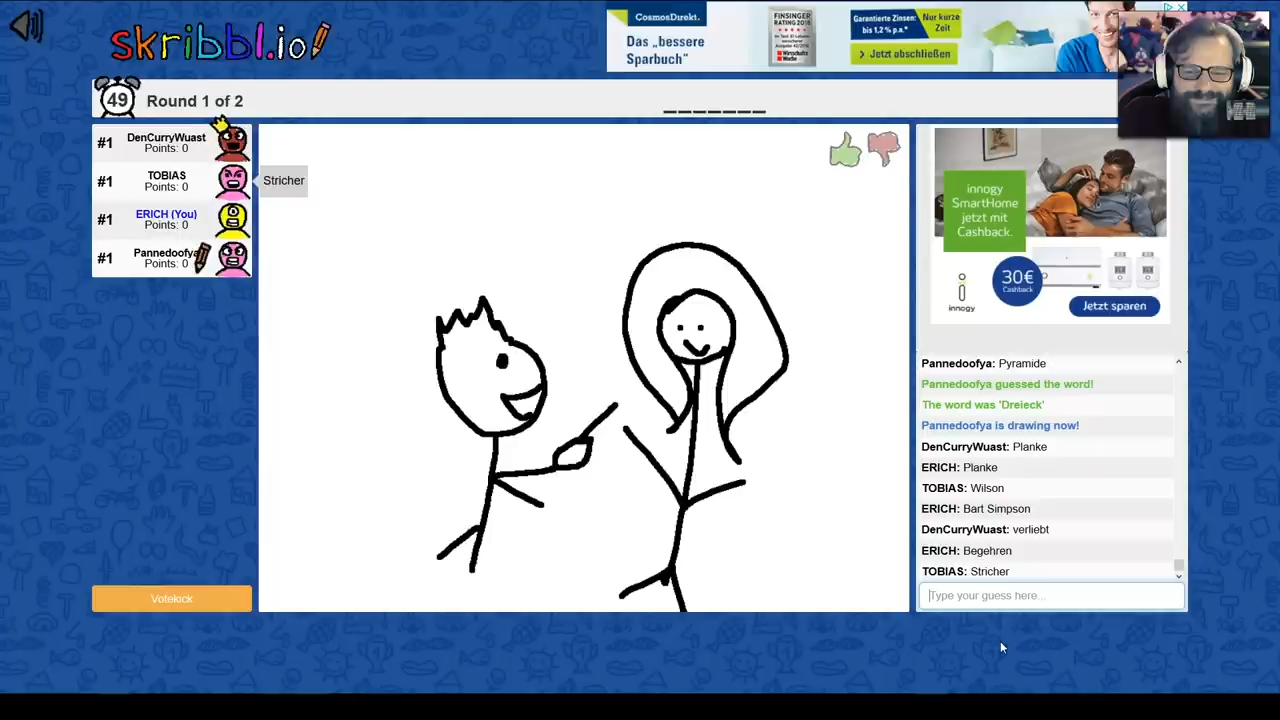 skribbl.io
CosmosDirekt.
Das „bessere
Sparbuch“
FINSINGER
RATING 2016
Garantierte Zinsen:
bis 1,2 % p.a.*
Nur kurze
Zeit
> Jetzt abschließen
49
Round 1 of 2
_ _ _ _ _ _ _
#1
DenCurryWuast
Points: 0
#1
TOBIAS
Points: 0
Stricher
#1
ERICH (You)
Points: 0
#1
Pannedoofya
Points: 0
Votekick
innogy
SmartHome
jetzt mit
Cashback.
30€
Cashback
innogy
Jetzt sparen
Pannedoofya: Pyramide
Pannedoofya guessed the word!
The word was 'Dreieck'
Pannedoofya is drawing now!
DenCurryWuast: Planke
ERICH: Planke
TOBIAS: Wilson
ERICH: Bart Simpson
DenCurryWuast: verliebt
ERICH: Begehren
TOBIAS: Stricher
Type your guess here...